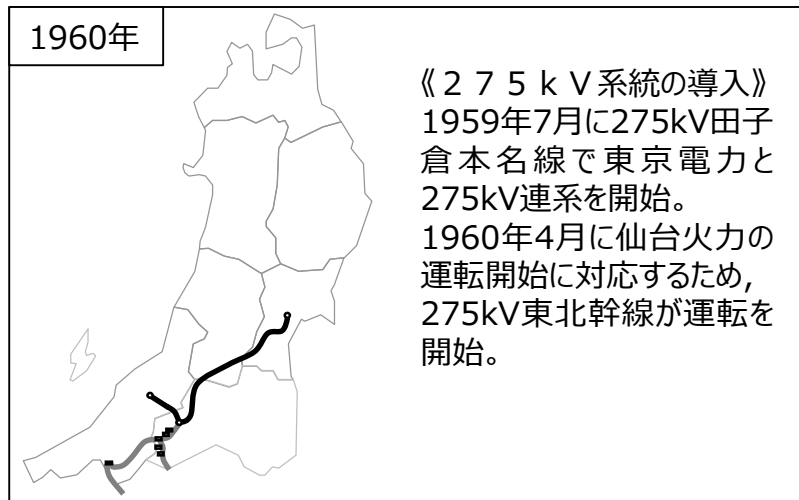 1960年
《２７５ｋＶ系統の導入》
1959年7月に275kV田子
倉本名線で東京電力と
275kV連系を開始。
1960年4月に仙台火力の
運転開始に対応するため,
275kV東北幹線が運転を
開始。